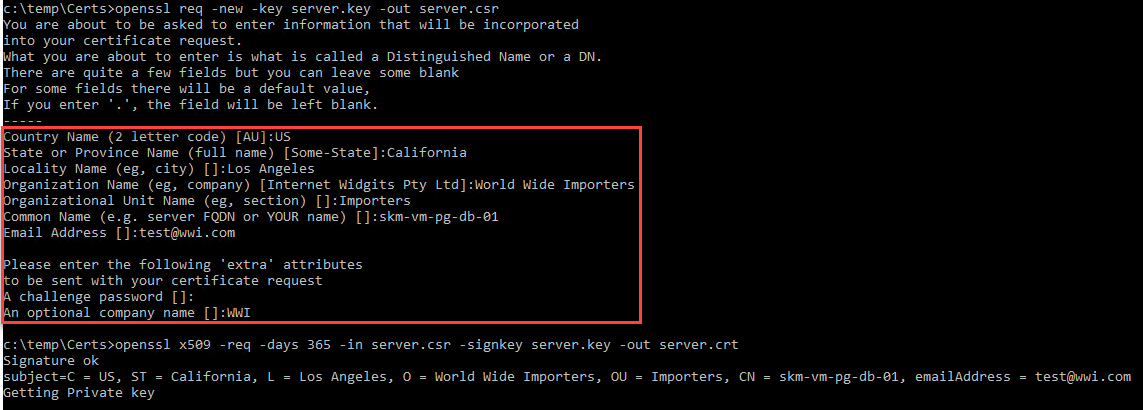 c:\temp\Certs>openssl req -new -key server.key -out server.csr
You are about to be asked to enter information that will be incorporated
into your certificate request.
What you are about to enter is what is called a Distinguished Name or a DN.
There are quite a few fields but you can leave some blank
For some fields there will be a default value,
If you enter '.', the field will be left blank.
-----
Country Name (2 letter code) [AU]:US
State or Province Name (full name) [Some-State]:California
Locality Name (eg, city) []:Los Angeles
Organization Name (eg, company) [Internet Widgits Pty Ltd]:World Wide Importers
Organizational Unit Name (eg, section) []:Importers
Common Name (e.g. server FQDN or YOUR name) []:skm-vm-pg-db-01
Email Address []:test@wwi.com
Please enter the following 'extra' attributes
to be sent with your certificate request
A challenge password []:
An optional company name []:WWI
c:\temp\Certs>openssl x509 -req -days 365 -in server.csr -signkey server.key -out server.crt
Signature ok
subject=C = US, ST = California, L = Los Angeles, O = World Wide Importers, OU = Importers, CN = skm-vm-pg-db-01, emailAddress = test@wwi.com
Getting Private key